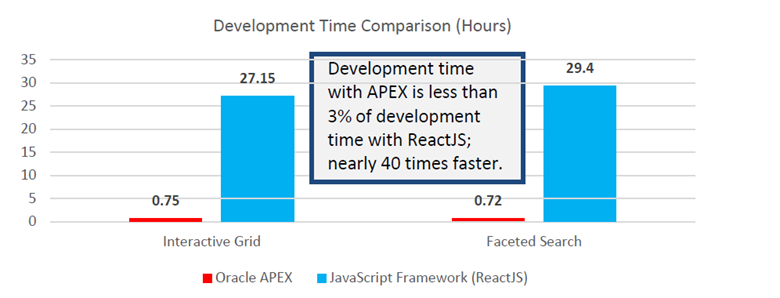 Development Time Comparison (Hours)
35
30
25
20
15
10
5
0
27.15
29.4
0.75
0.72
Development time
with APEX is less than
3% of development
time with ReactJS;
nearly 40 times faster.
Interactive Grid
Faceted Search
Oracle APEX
JavaScript Framework (ReactJS)